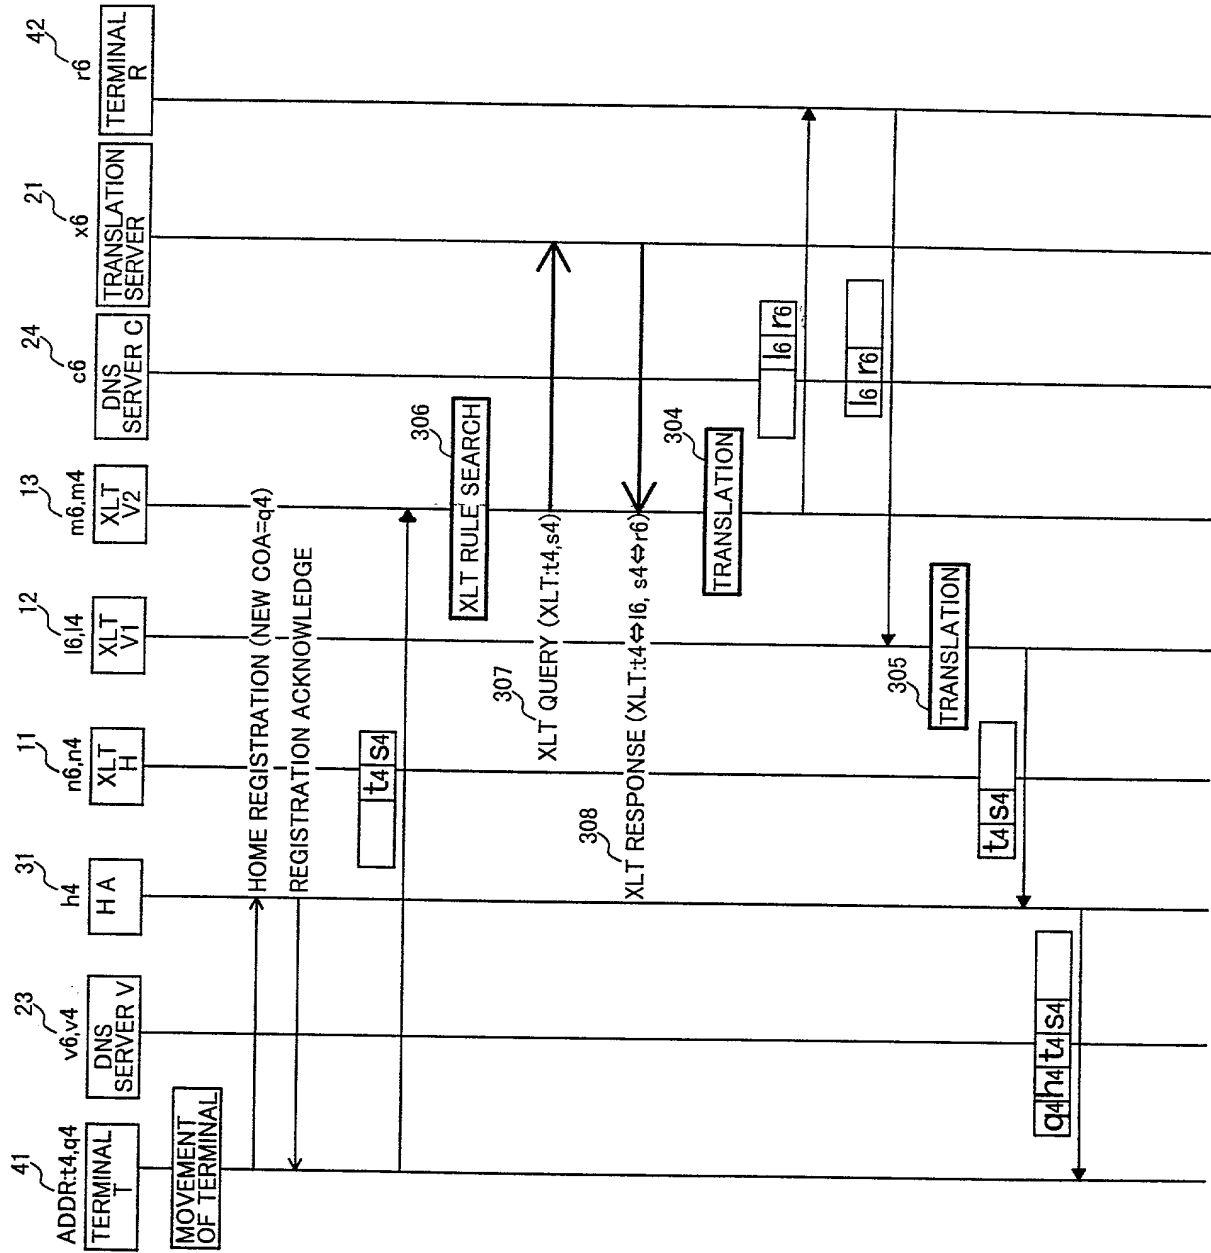 41
ADDR:t4,q4
TERMINAL
T
23
v6,v4
DNS
SERVER V
31
h4
H A
11
n6,n4
XLT
H
12
l6,l4
XLT
V1
13
m6,m4
XLT
V2
24
c6
DNS
SERVER C
21
x6
TRANSLATION
SERVER
42
r6
TERMINAL
R
MOVEMENT
OF TERMINAL
HOME REGISTRATION (NEW COA=q4)
REGISTRATION ACKNOWLEDGE
t4 s4
306
XLT RULE SEARCH
307
XLT QUERY (XLT:t4,s4)
308
XLT RESPONSE (XLT:t4⇔l6, s4⇔r6)
304
TRANSLATION
l6 r6
l6 r6
305
TRANSLATION
t4 s4
q4 h4 t4 s4